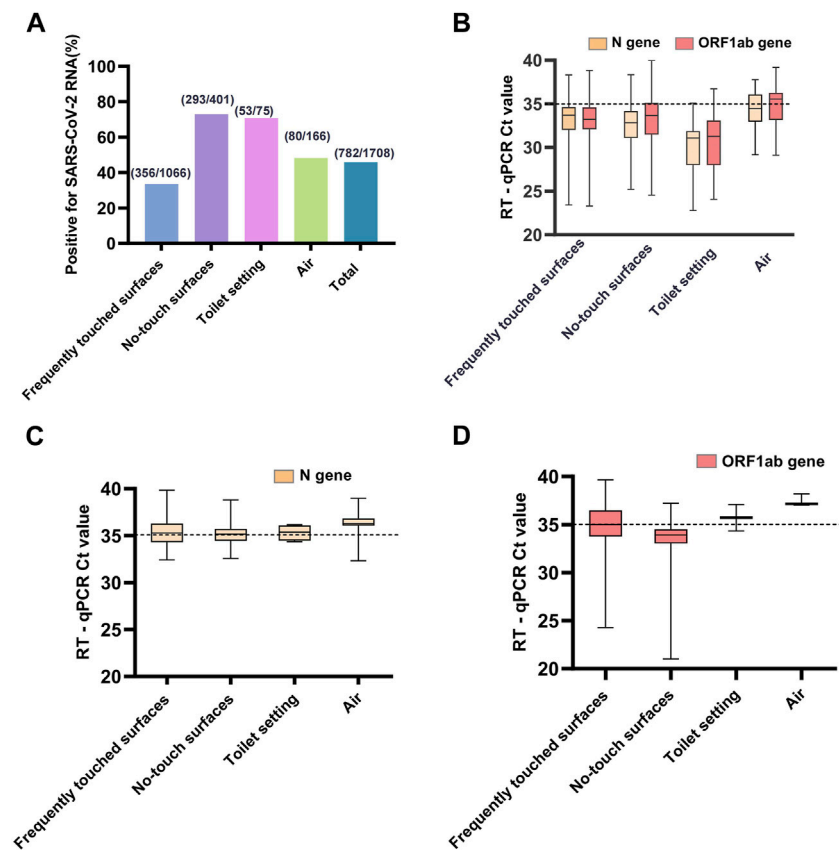 A
Positive for SARS-CoV-2 RNA(%)
100
80
60
40
20
0
(356/1066)
(293/401)
(53/75)
(80/166)
(782/1708)
Frequently touched surfaces
No-touch surfaces
Toilet setting
Air
Total
B
N gene
ORF1ab gene
RT - qPCR Ct value
40
35
30
25
20
Frequently touched surfaces
No-touch surfaces
Toilet setting
Air
C
N gene
RT - qPCR Ct value
40
35
30
25
20
Frequently touched surfaces
No-touch surfaces
Toilet setting
Air
D
ORF1ab gene
RT - qPCR Ct value
40
35
30
25
20
Frequently touched surfaces
No-touch surfaces
Toilet setting
Air